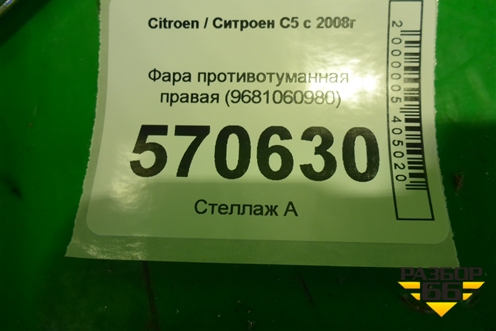 Citroen / Ситроен C5 с 2008г
Фара противотуманная
правая (9681060980)
570630
Стеллаж А
2000005405020
РАЗБОР
66